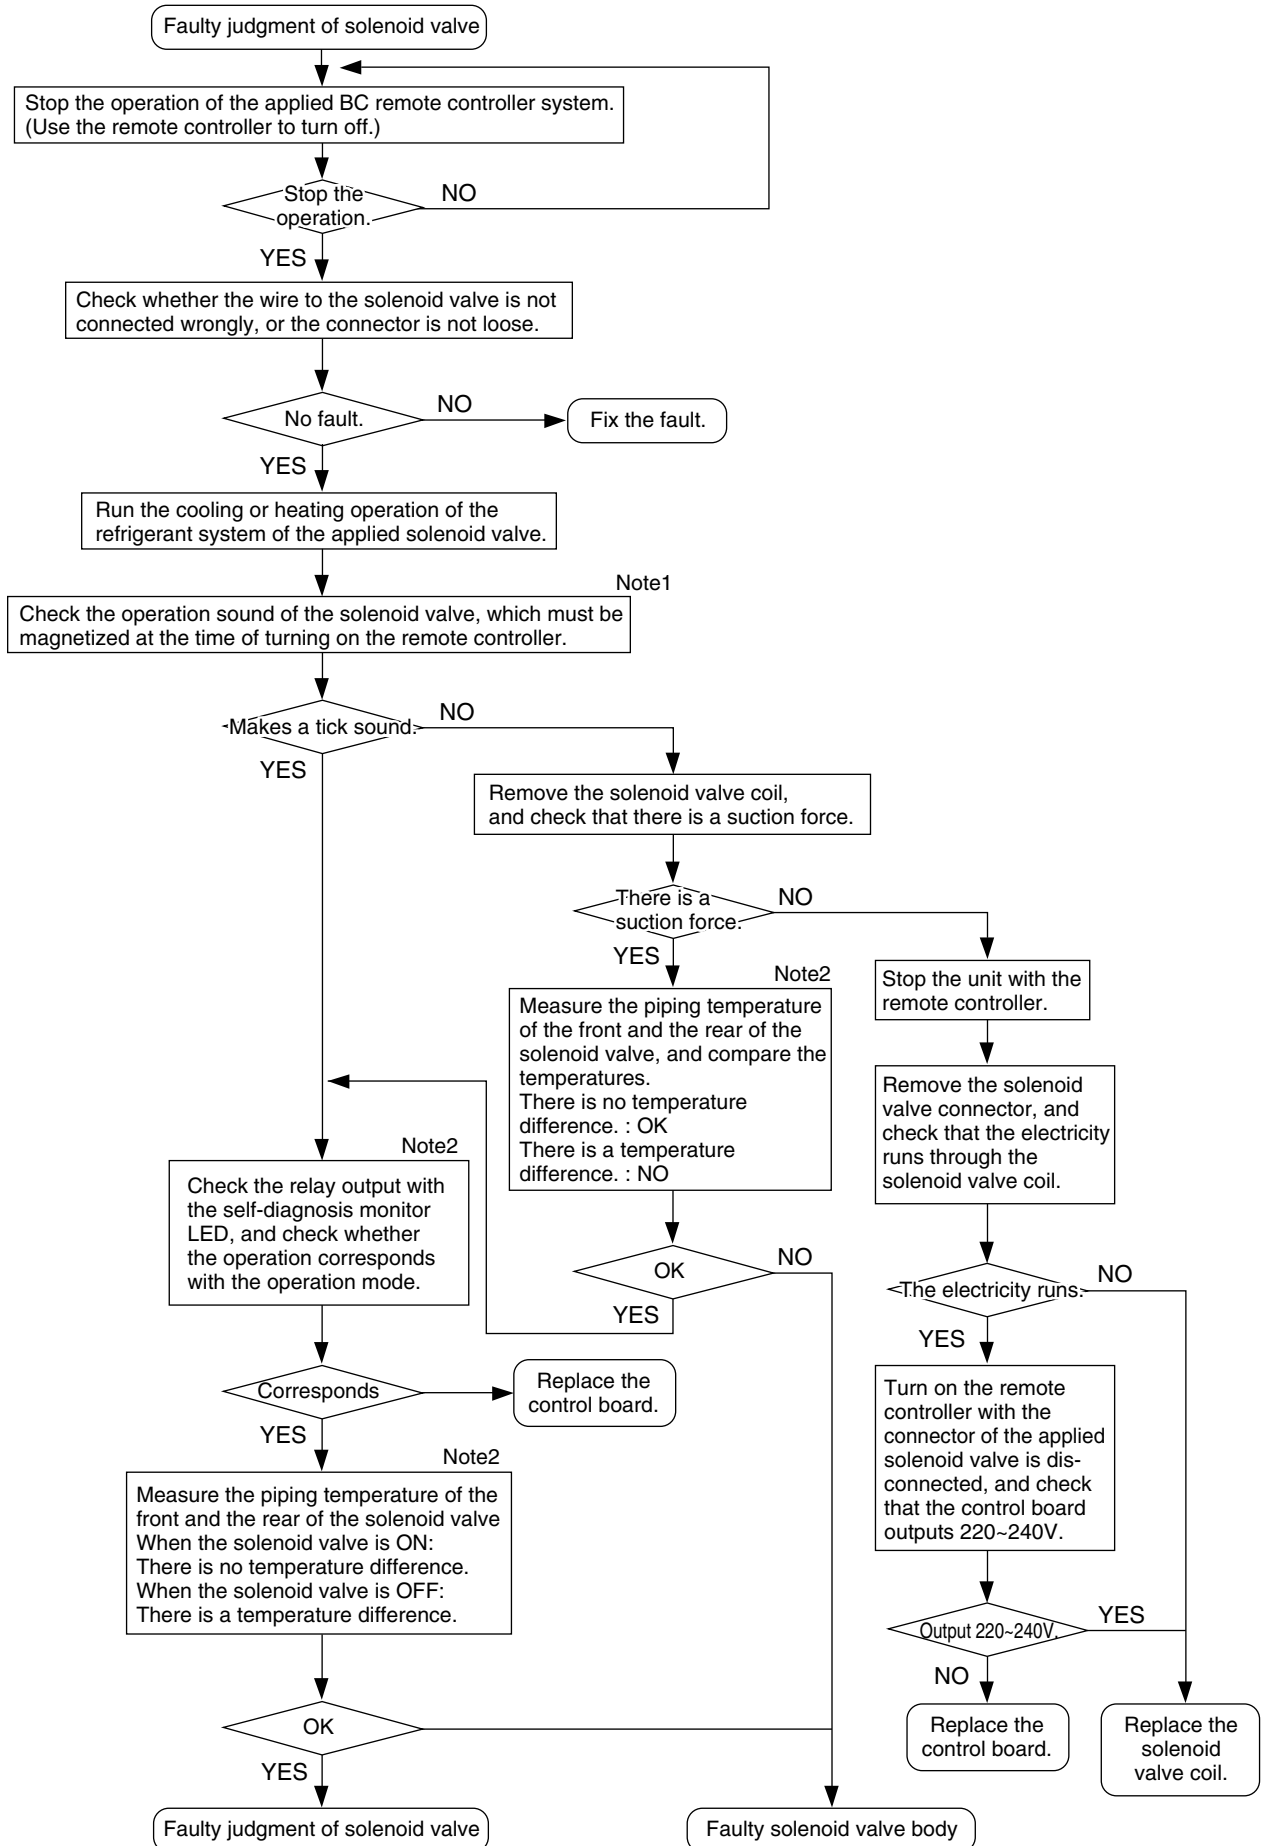 Faulty judgment of solenoid valve
Stop the operation of the applied BC remote controller system.
(Use the remote controller to turn off.)
Stop the
operation.
NO
YES
Check whether the wire to the solenoid valve is not
connected wrongly, or the connector is not loose.
No fault.
NO
Fix the fault.
YES
Run the cooling or heating operation of the
refrigerant system of the applied solenoid valve.
Note1
Check the operation sound of the solenoid valve, which must be
magnetized at the time of turning on the remote controller.
Makes a tick sound.
NO
YES
Remove the solenoid valve coil,
and check that there is a suction force.
There is a
suction force.
NO
YES
Note2
Measure the piping temperature
of the front and the rear of the
solenoid valve, and compare the
temperatures.
There is no temperature
difference. : OK
There is a temperature
difference. : NO
Stop the unit with the
remote controller.
Remove the solenoid
valve connector, and
check that the electricity
runs through the
solenoid valve coil.
Note2
Check the relay output with
the self-diagnosis monitor
LED, and check whether
the operation corresponds
with the operation mode.
OK
NO
YES
The electricity runs.
NO
YES
Corresponds
Replace the
control board.
YES
Turn on the remote
controller with the
connector of the applied
solenoid valve is dis-
connected, and check
that the control board
outputs 220~240V.
Note2
Measure the piping temperature of the
front and the rear of the solenoid valve
When the solenoid valve is ON:
There is no temperature difference.
When the solenoid valve is OFF:
There is a temperature difference.
Output 220~240V.
YES
NO
Replace the
control board.
Replace the
solenoid
valve coil.
OK
YES
Faulty judgment of solenoid valve
Faulty solenoid valve body